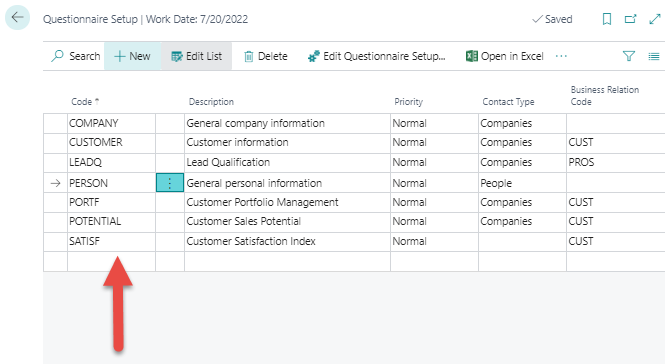 Questionnaire Setup | Work Date: 7/20/2022
Saved
Search
New
Edit List
Delete
Edit Questionnaire Setup...
Open in Excel
Code *
Description
Priority
Contact Type
Business Relation
Code
COMPANY General company information Normal Companies
CUSTOMER Customer information Normal Companies CUST
LEADQ Lead Qualification Normal Companies PROS
PERSON General personal information Normal People
PORTF Customer Portfolio Management Normal Companies CUST
POTENTIAL Customer Sales Potential Normal Companies CUST
SATISF Customer Satisfaction Index Normal CUST